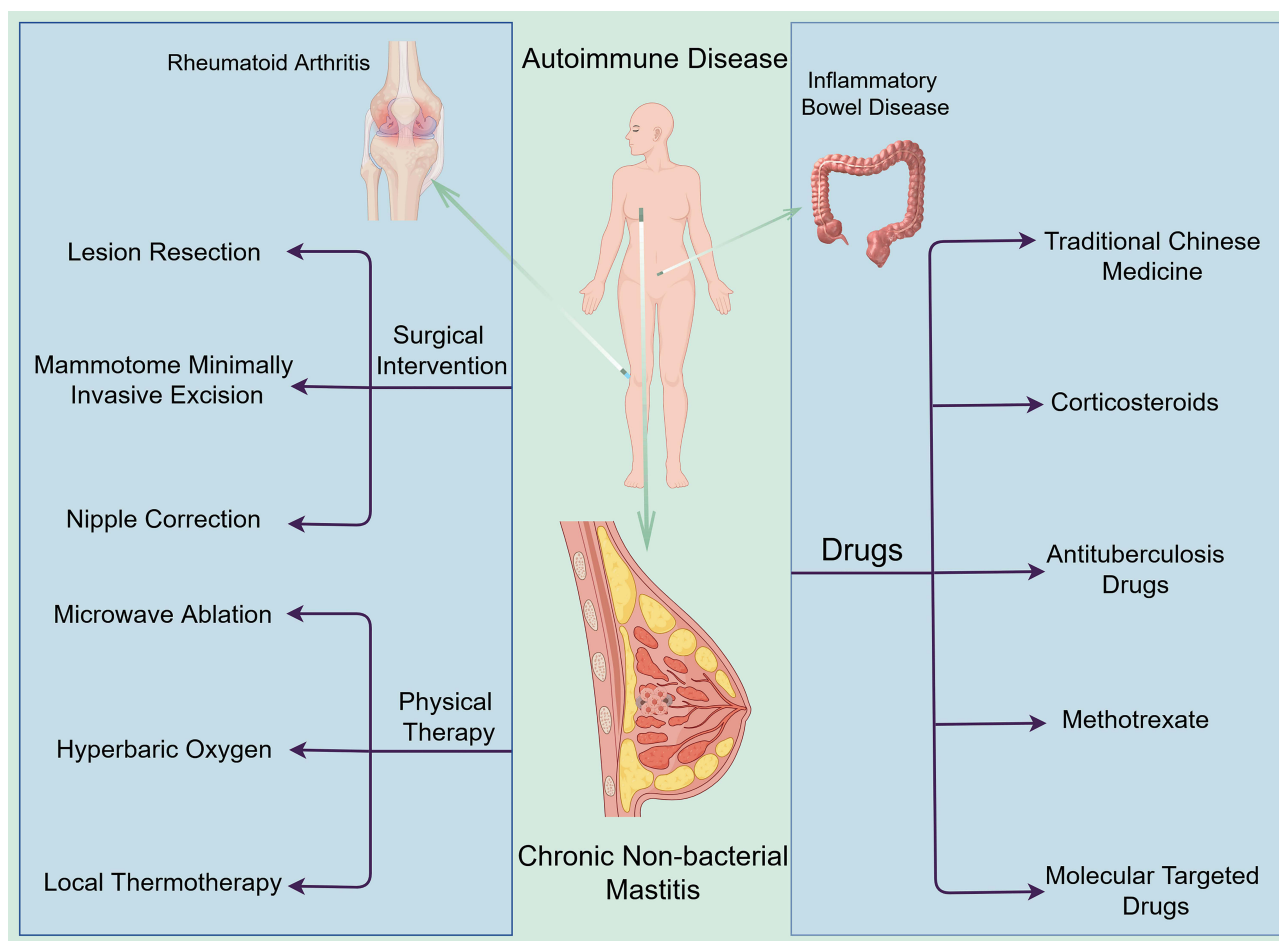 Rheumatoid Arthritis
Lesion Resection
Surgical
Intervention
Mammotome Minimally
Invasive Excision
Nipple Correction
Microwave Ablation
Physical
Therapy
Hyperbaric Oxygen
Local Thermotherapy
Autoimmune Disease
Chronic Non-bacterial
Mastitis
Inflammatory
Bowel Disease
Drugs
Traditional Chinese
Medicine
Corticosteroids
Antituberculosis
Drugs
Methotrexate
Molecular Targeted
Drugs